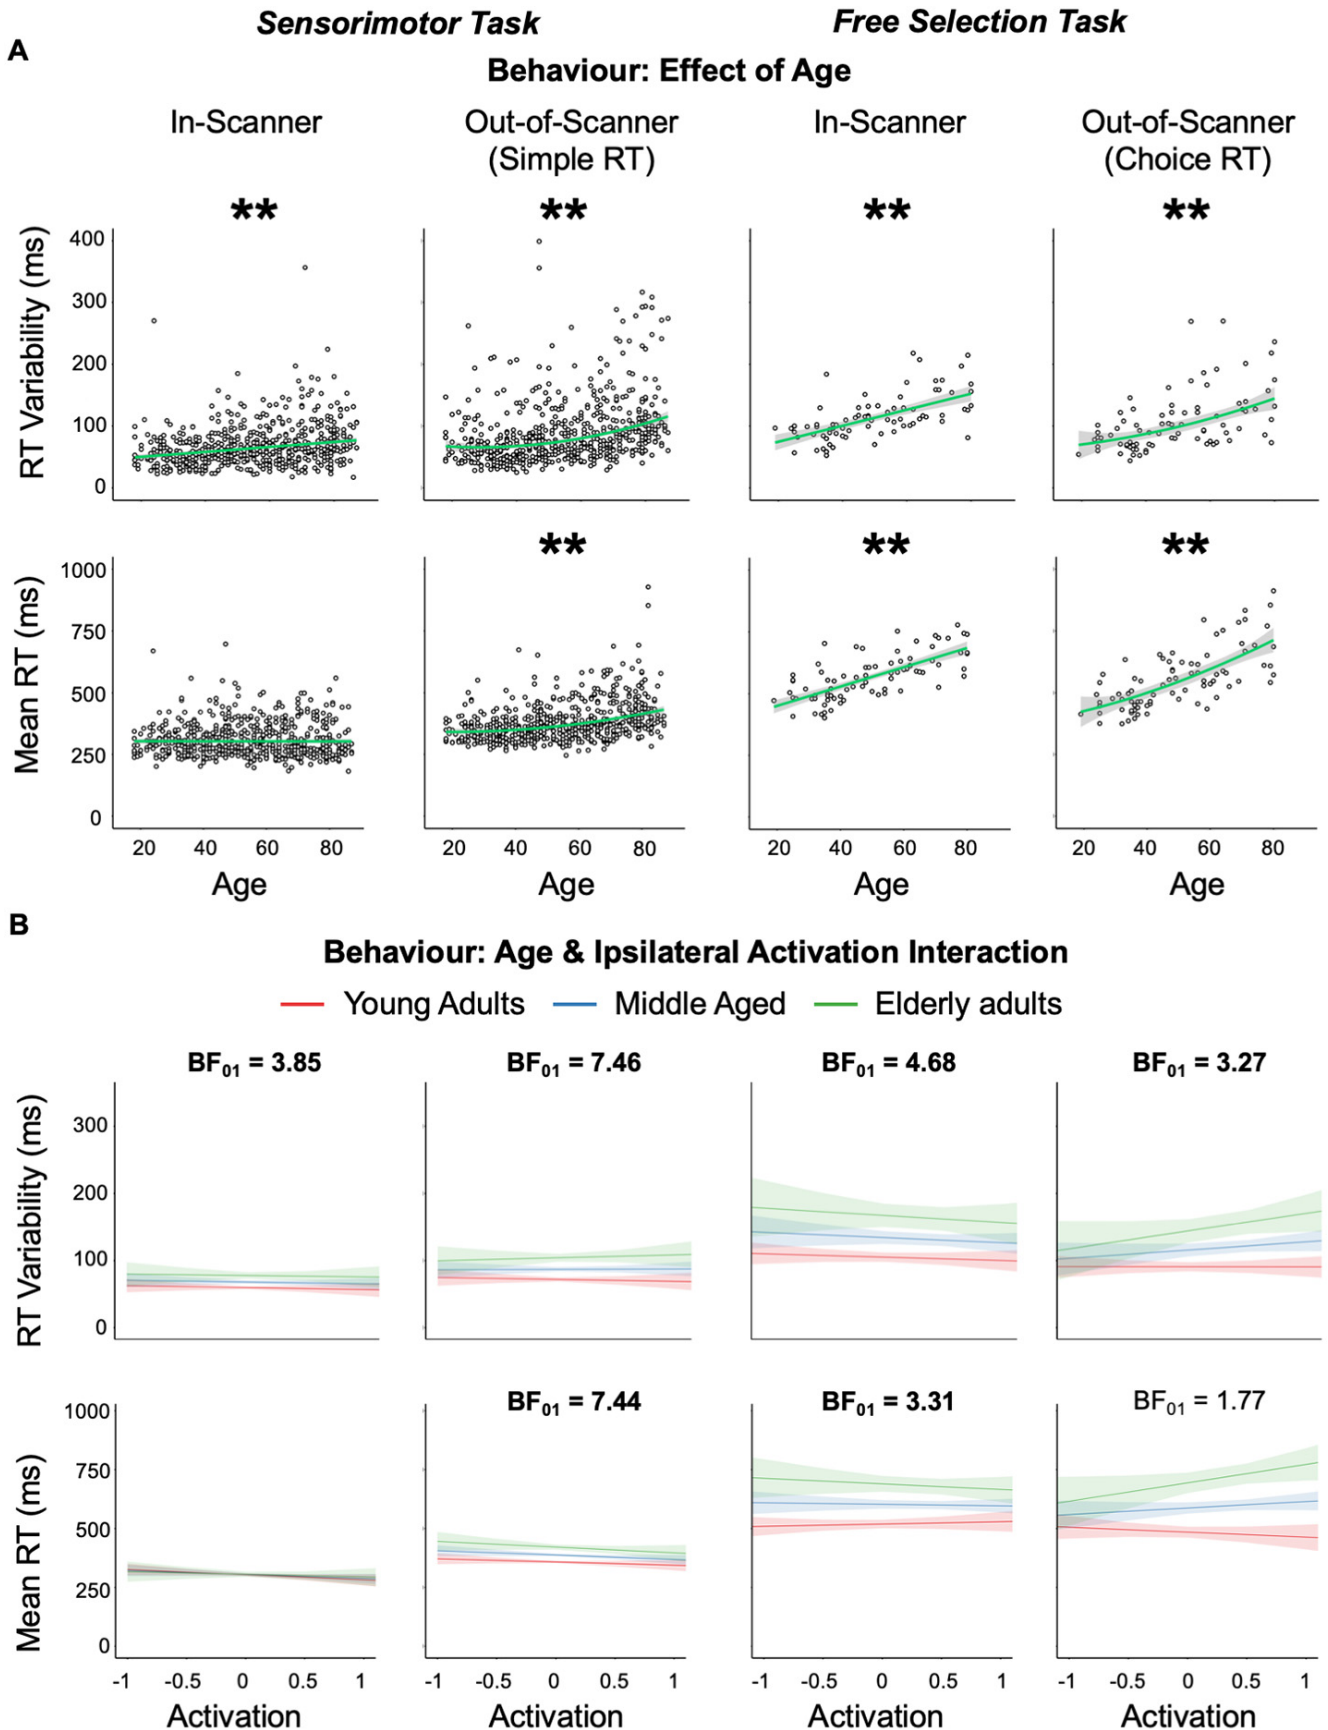 Sensorimotor Task Free Selection Task
A
Behaviour: Effect of Age
In-Scanner Out-of-Scanner In-Scanner Out-of-Scanner
(Simple RT) (Choice RT)
** ** ** **
RT Variability (ms)
400
300
200
100
0
** ** **
Mean RT (ms)
1000
750
500
250
0
20 40 60 80 20 40 60 80 20 40 60 80 20 40 60 80
Age Age Age Age
B
Behaviour: Age & Ipsilateral Activation Interaction
Young Adults Middle Aged Elderly adults
BF01 = 3.85 BF01 = 7.46 BF01 = 4.68 BF01 = 3.27
RT Variability (ms)
300
200
100
0
BF01 = 7.44 BF01 = 3.31 BF01 = 1.77
Mean RT (ms)
1000
750
500
250
0
-1 -0.5 0 0.5 1 -1 -0.5 0 0.5 1 -1 -0.5 0 0.5 1 -1 -0.5 0 0.5 1
Activation Activation Activation Activation